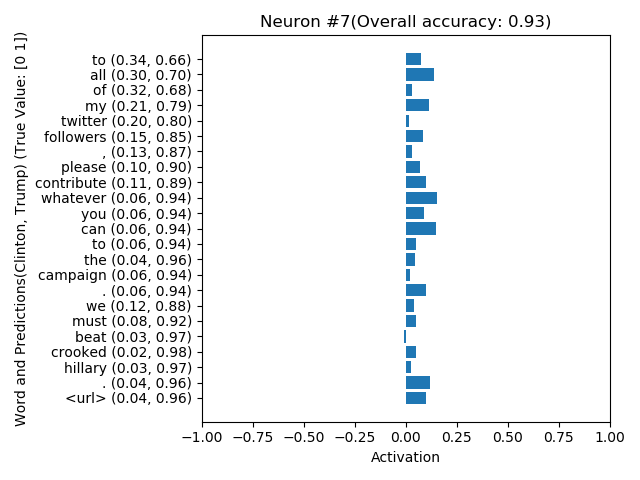 Neuron #7(Overall accuracy: 0.93)
Word and Predictions(Clinton, Trump) (True Value: [0 1])
to (0.34, 0.66)
all (0.30, 0.70)
of (0.32, 0.68)
my (0.21, 0.79)
twitter (0.20, 0.80)
followers (0.15, 0.85)
, (0.13, 0.87)
please (0.10, 0.90)
contribute (0.11, 0.89)
whatever (0.06, 0.94)
you (0.06, 0.94)
can (0.06, 0.94)
to (0.06, 0.94)
the (0.04, 0.96)
campaign (0.06, 0.94)
. (0.06, 0.94)
we (0.12, 0.88)
must (0.08, 0.92)
beat (0.03, 0.97)
crooked (0.02, 0.98)
hillary (0.03, 0.97)
. (0.04, 0.96)
<url> (0.04, 0.96)
−1.00 −0.75 −0.50 −0.25 0.00 0.25 0.50 0.75 1.00
Activation